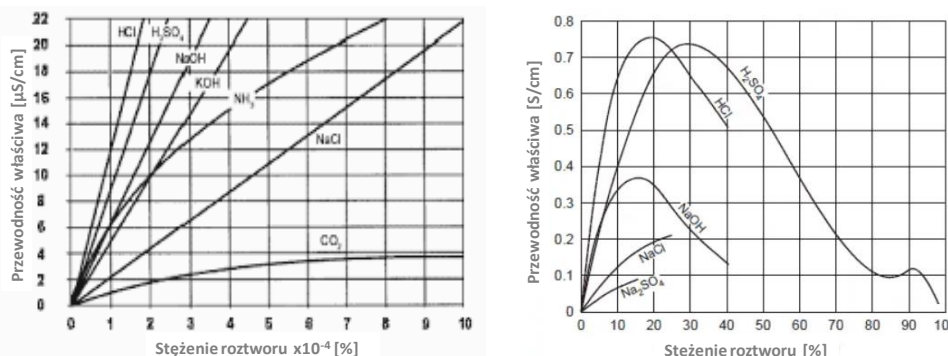 22
20
18
16
14
12
10
8
6
4
2
0
HCl
H₂SO₄
NaOH
KOH
NH₃
NaCl
CO₂
0 1 2 3 4 5 6 7 8 9 10
Przewodność właściwa [µS/cm]
Stężenie roztworu x10⁻⁴ [%]
0.8
0.7
0.6
0.5
0.4
0.3
0.2
0.1
0
H₂SO₄
HCl
NaOH
NaCl
Na₂SO₄
0 10 20 30 40 50 60 70 80 90 100
Przewodność właściwa [S/cm]
Stężenie roztworu [%]